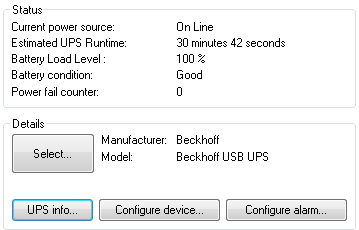 Status
Current power source: On Line
Estimated UPS Runtime: 30 minutes 42 seconds
Battery Load Level : 100 %
Battery condition: Good
Power fail counter: 0
Details
Select...
Manufacturer: Beckhoff
Model: Beckhoff USB UPS
UPS info... Configure device... Configure alarm...